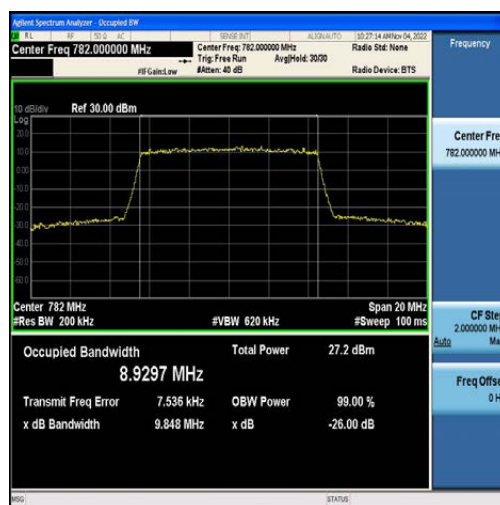 Agilent Spectrum Analyzer - Occupied BW
RL RF 50 Ω AC SENSE:INT ALIGN AUTO 10:27:14 AM Nov 04, 2022
Center Freq 782.000000 MHz
Center Freq: 782.000000 MHz
Radio Std: None
Trig: Free Run Avg|Hold: 30/30
#IFGain:Low #Atten: 40 dB Radio Device: BTS
Frequency
10 dB/div Ref 30.00 dBm
Log
20.0
10.0
0.00
-10.0
-20.0
-30.0
-40.0
-50.0
-60.0
Center 782 MHz Span 20 MHz
#Res BW 200 kHz #VBW 620 kHz #Sweep 100 ms
Occupied Bandwidth Total Power 27.2 dBm
8.9297 MHz
Transmit Freq Error 7.536 kHz OBW Power 99.00 %
x dB Bandwidth 9.848 MHz x dB -26.00 dB
Center Fre
782.000000 MH
CF Step
2.000000 MH
Auto Ma
Freq Offse
0 H
MSG STATUS